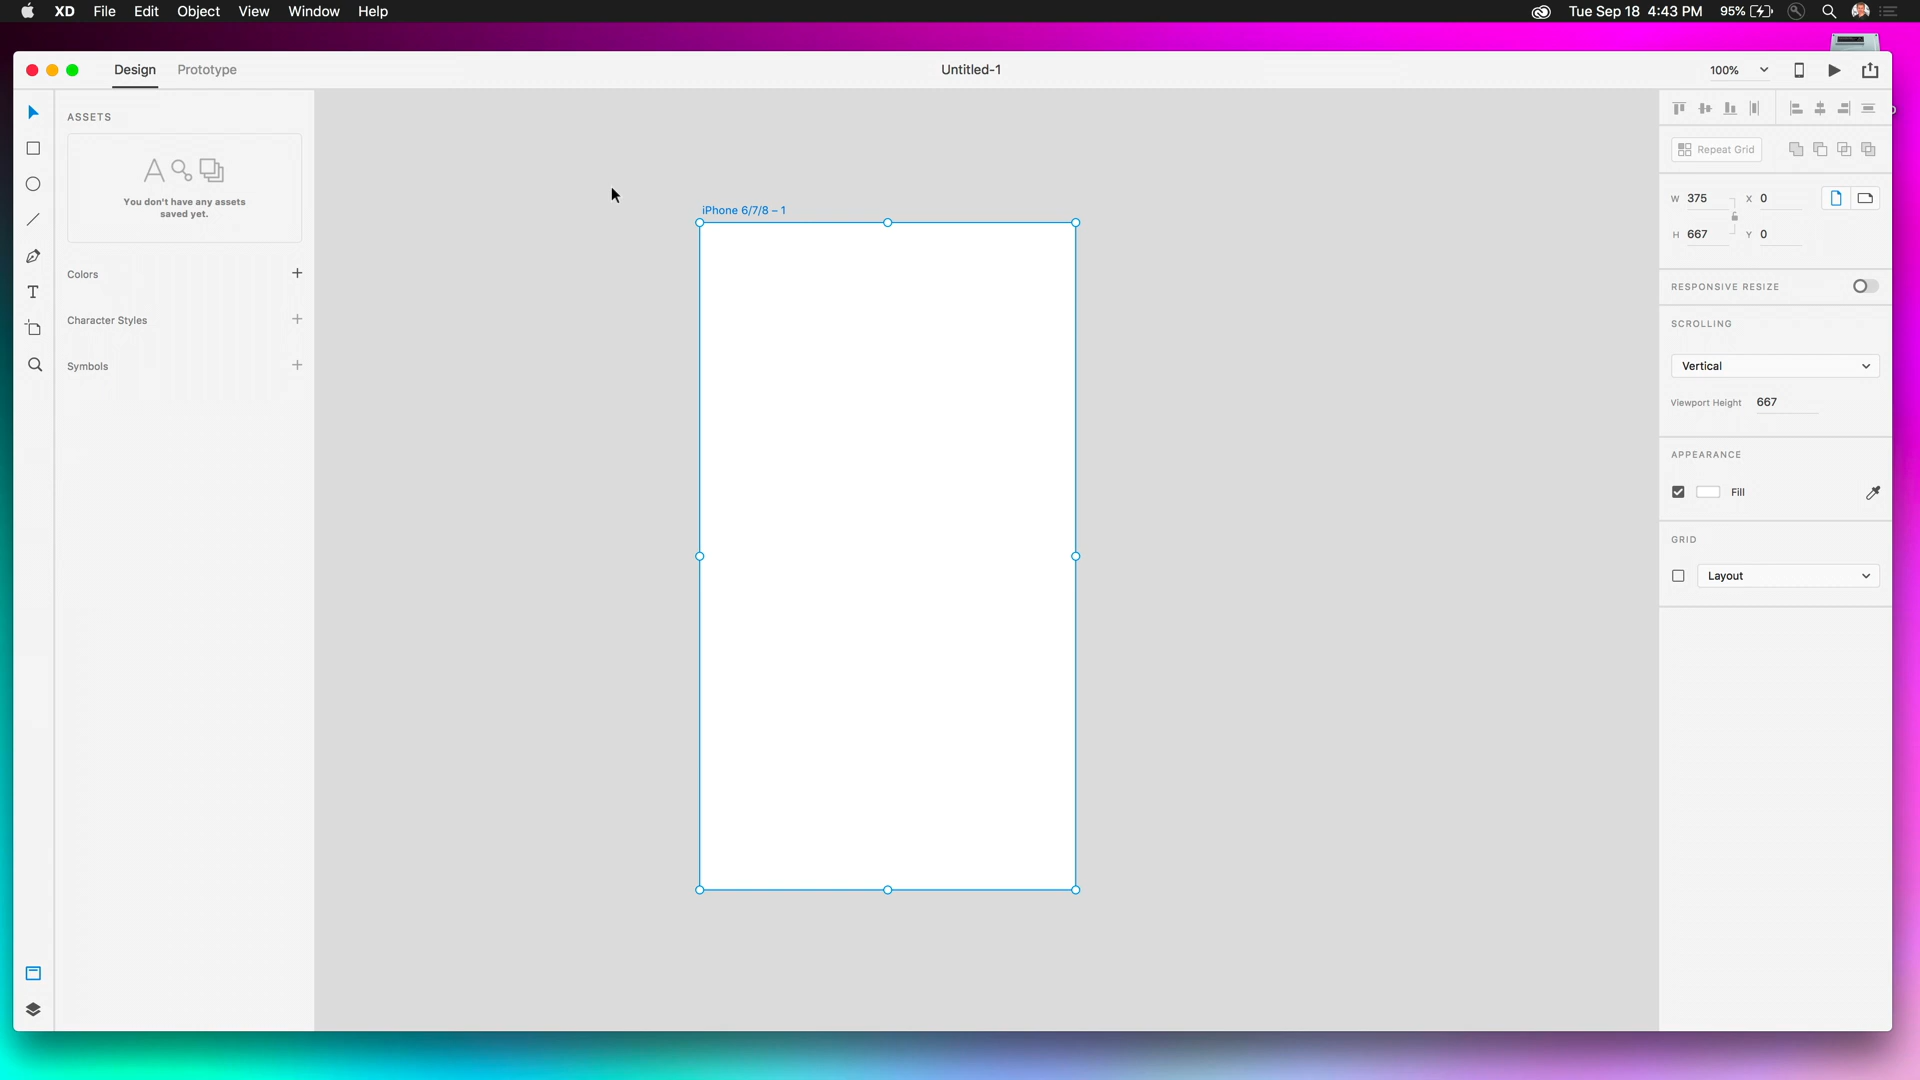 XD File Edit Object View Window Help
Tue Sep 18 4:43 PM 95%
Design Prototype
Untitled-1
100%
ASSETS
You don't have any assets
saved yet.
Colors
Character Styles
Symbols
iPhone 6/7/8 – 1
Repeat Grid
W 375 X 0
H 667 Y 0
RESPONSIVE RESIZE
SCROLLING
Vertical
Viewport Height 667
APPEARANCE
Fill
GRID
Layout